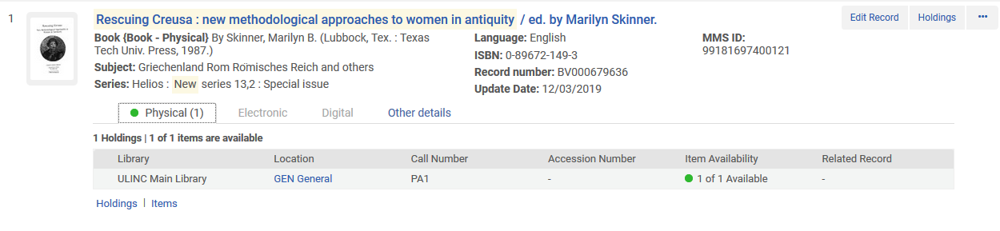 1
Rescuing Creusa : new methodological approaches to women in antiquity / ed. by Marilyn Skinner.
Edit Record
Holdings
•••
Book {Book - Physical} By Skinner, Marilyn B. (Lubbock, Tex. : Texas
Tech Univ. Press, 1987.)
Subject: Griechenland Rom Römisches Reich and others
Series: Helios : New series 13,2 : Special issue
Language: English
ISBN: 0-89672-149-3
Record number: BV000679636
Update Date: 12/03/2019
MMS ID:
99181697400121
Physical (1) Electronic Digital Other details
1 Holdings | 1 of 1 items are available
Library Location Call Number Accession Number Item Availability Related Record
ULINC Main Library GEN General PA1 - 1 of 1 Available -
Holdings | Items